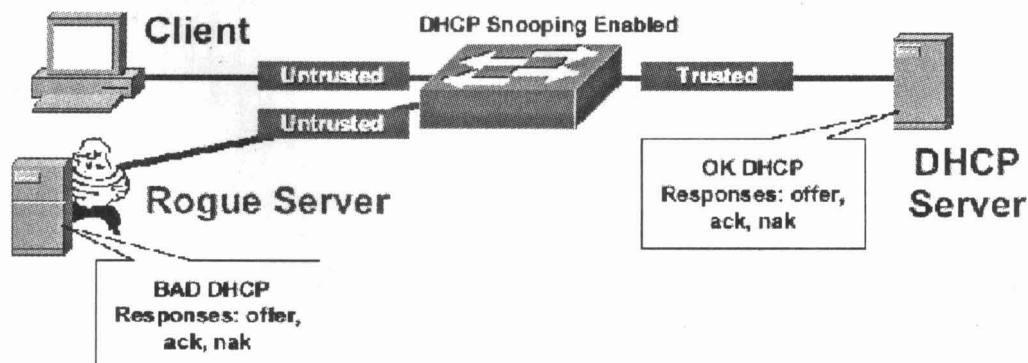 Client
DHCP Snooping Enabled
Untrusted
Trusted
Untrusted
Rogue Server
OK DHCP
Responses: offer,
ack, nak
DHCP
Server
BAD DHCP
Responses: offer,
ack, nak